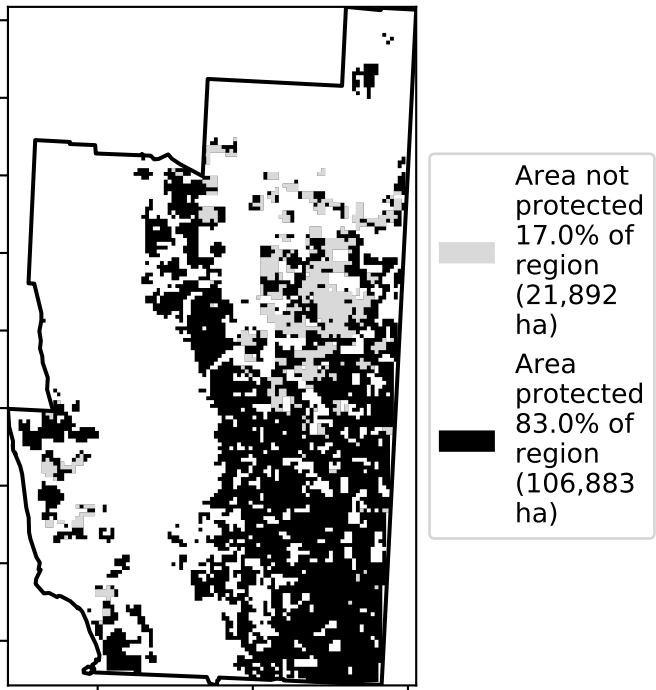 Area not
protected
17.0% of
region
(21,892
ha)
Area
protected
83.0% of
region
(106,883
ha)